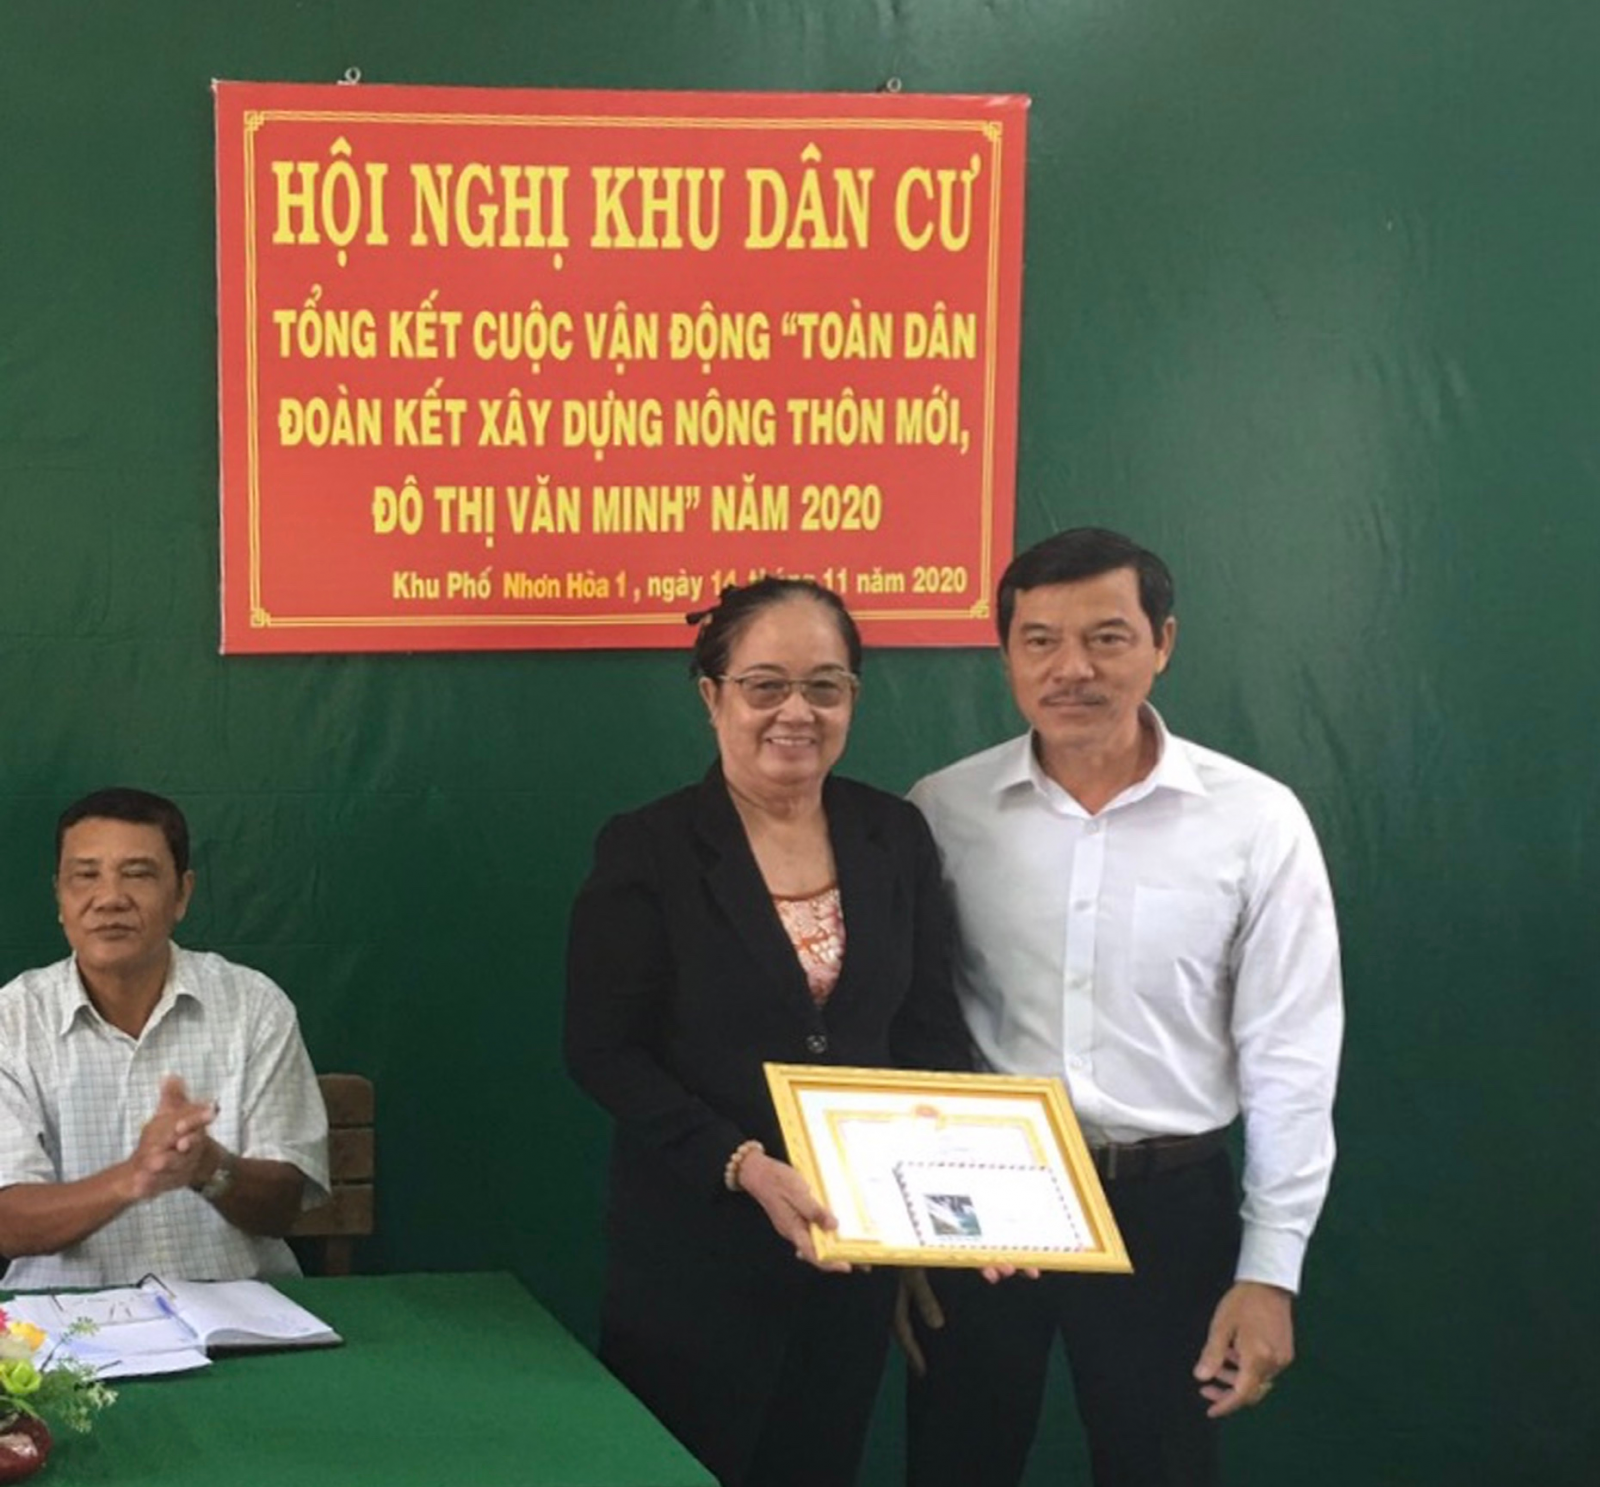 HỘI NGHỊ KHU DÂN CƯ
TỔNG KẾT CUỘC VẬN ĐỘNG “TOÀN DÂN
ĐOÀN KẾT XÂY DỰNG NÔNG THÔN MỚI,
ĐÔ THỊ VĂN MINH” NĂM 2020
Khu Phố Nhơn Hòa 1, ngày 14 tháng 11 năm 2020